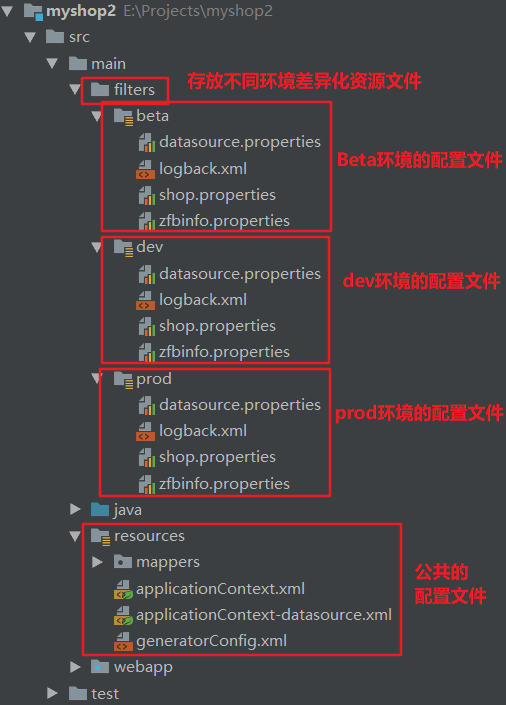 myshop2 E:\Projects\myshop2
src
main
filters 存放不同环境差异化资源文件
beta
datasource.properties
logback.xml
shop.properties
zfbinfo.properties
Beta环境的配置文件
dev
datasource.properties
logback.xml
shop.properties
zfbinfo.properties
dev环境的配置文件
prod
datasource.properties
logback.xml
shop.properties
zfbinfo.properties
prod环境的配置文件
java
resources
mappers
applicationContext.xml
applicationContext-datasource.xml
generatorConfig.xml
公共的
配置文件
webapp
test